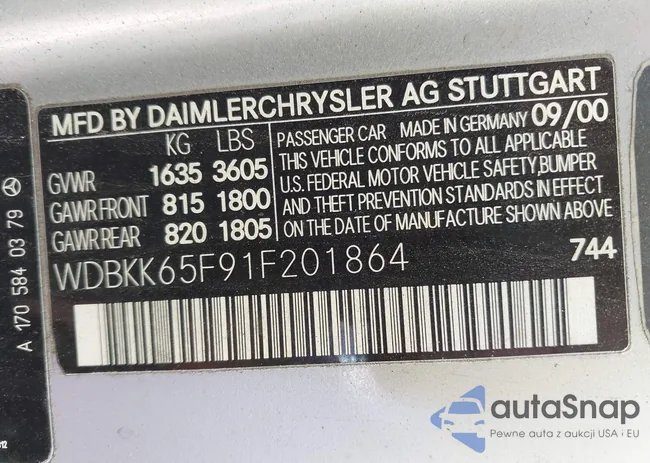 MFD BY DAIMLERCHRYSLER AG STUTTGART
KG LBS
GVWR 1635 3605
GAWR FRONT 815 1800
GAWR REAR 820 1805
PASSENGER CAR MADE IN GERMANY 09/00
THIS VEHICLE CONFORMS TO ALL APPLICABLE
U.S. FEDERAL MOTOR VEHICLE SAFETY, BUMPER
AND THEFT PREVENTION STANDARDS IN EFFECT
ON THE DATE OF MANUFACTURE SHOWN ABOVE
WDBKK65F91F201864 744
A 170 584 03 79
autaSnap
Pewne auta z aukcji USA i EU